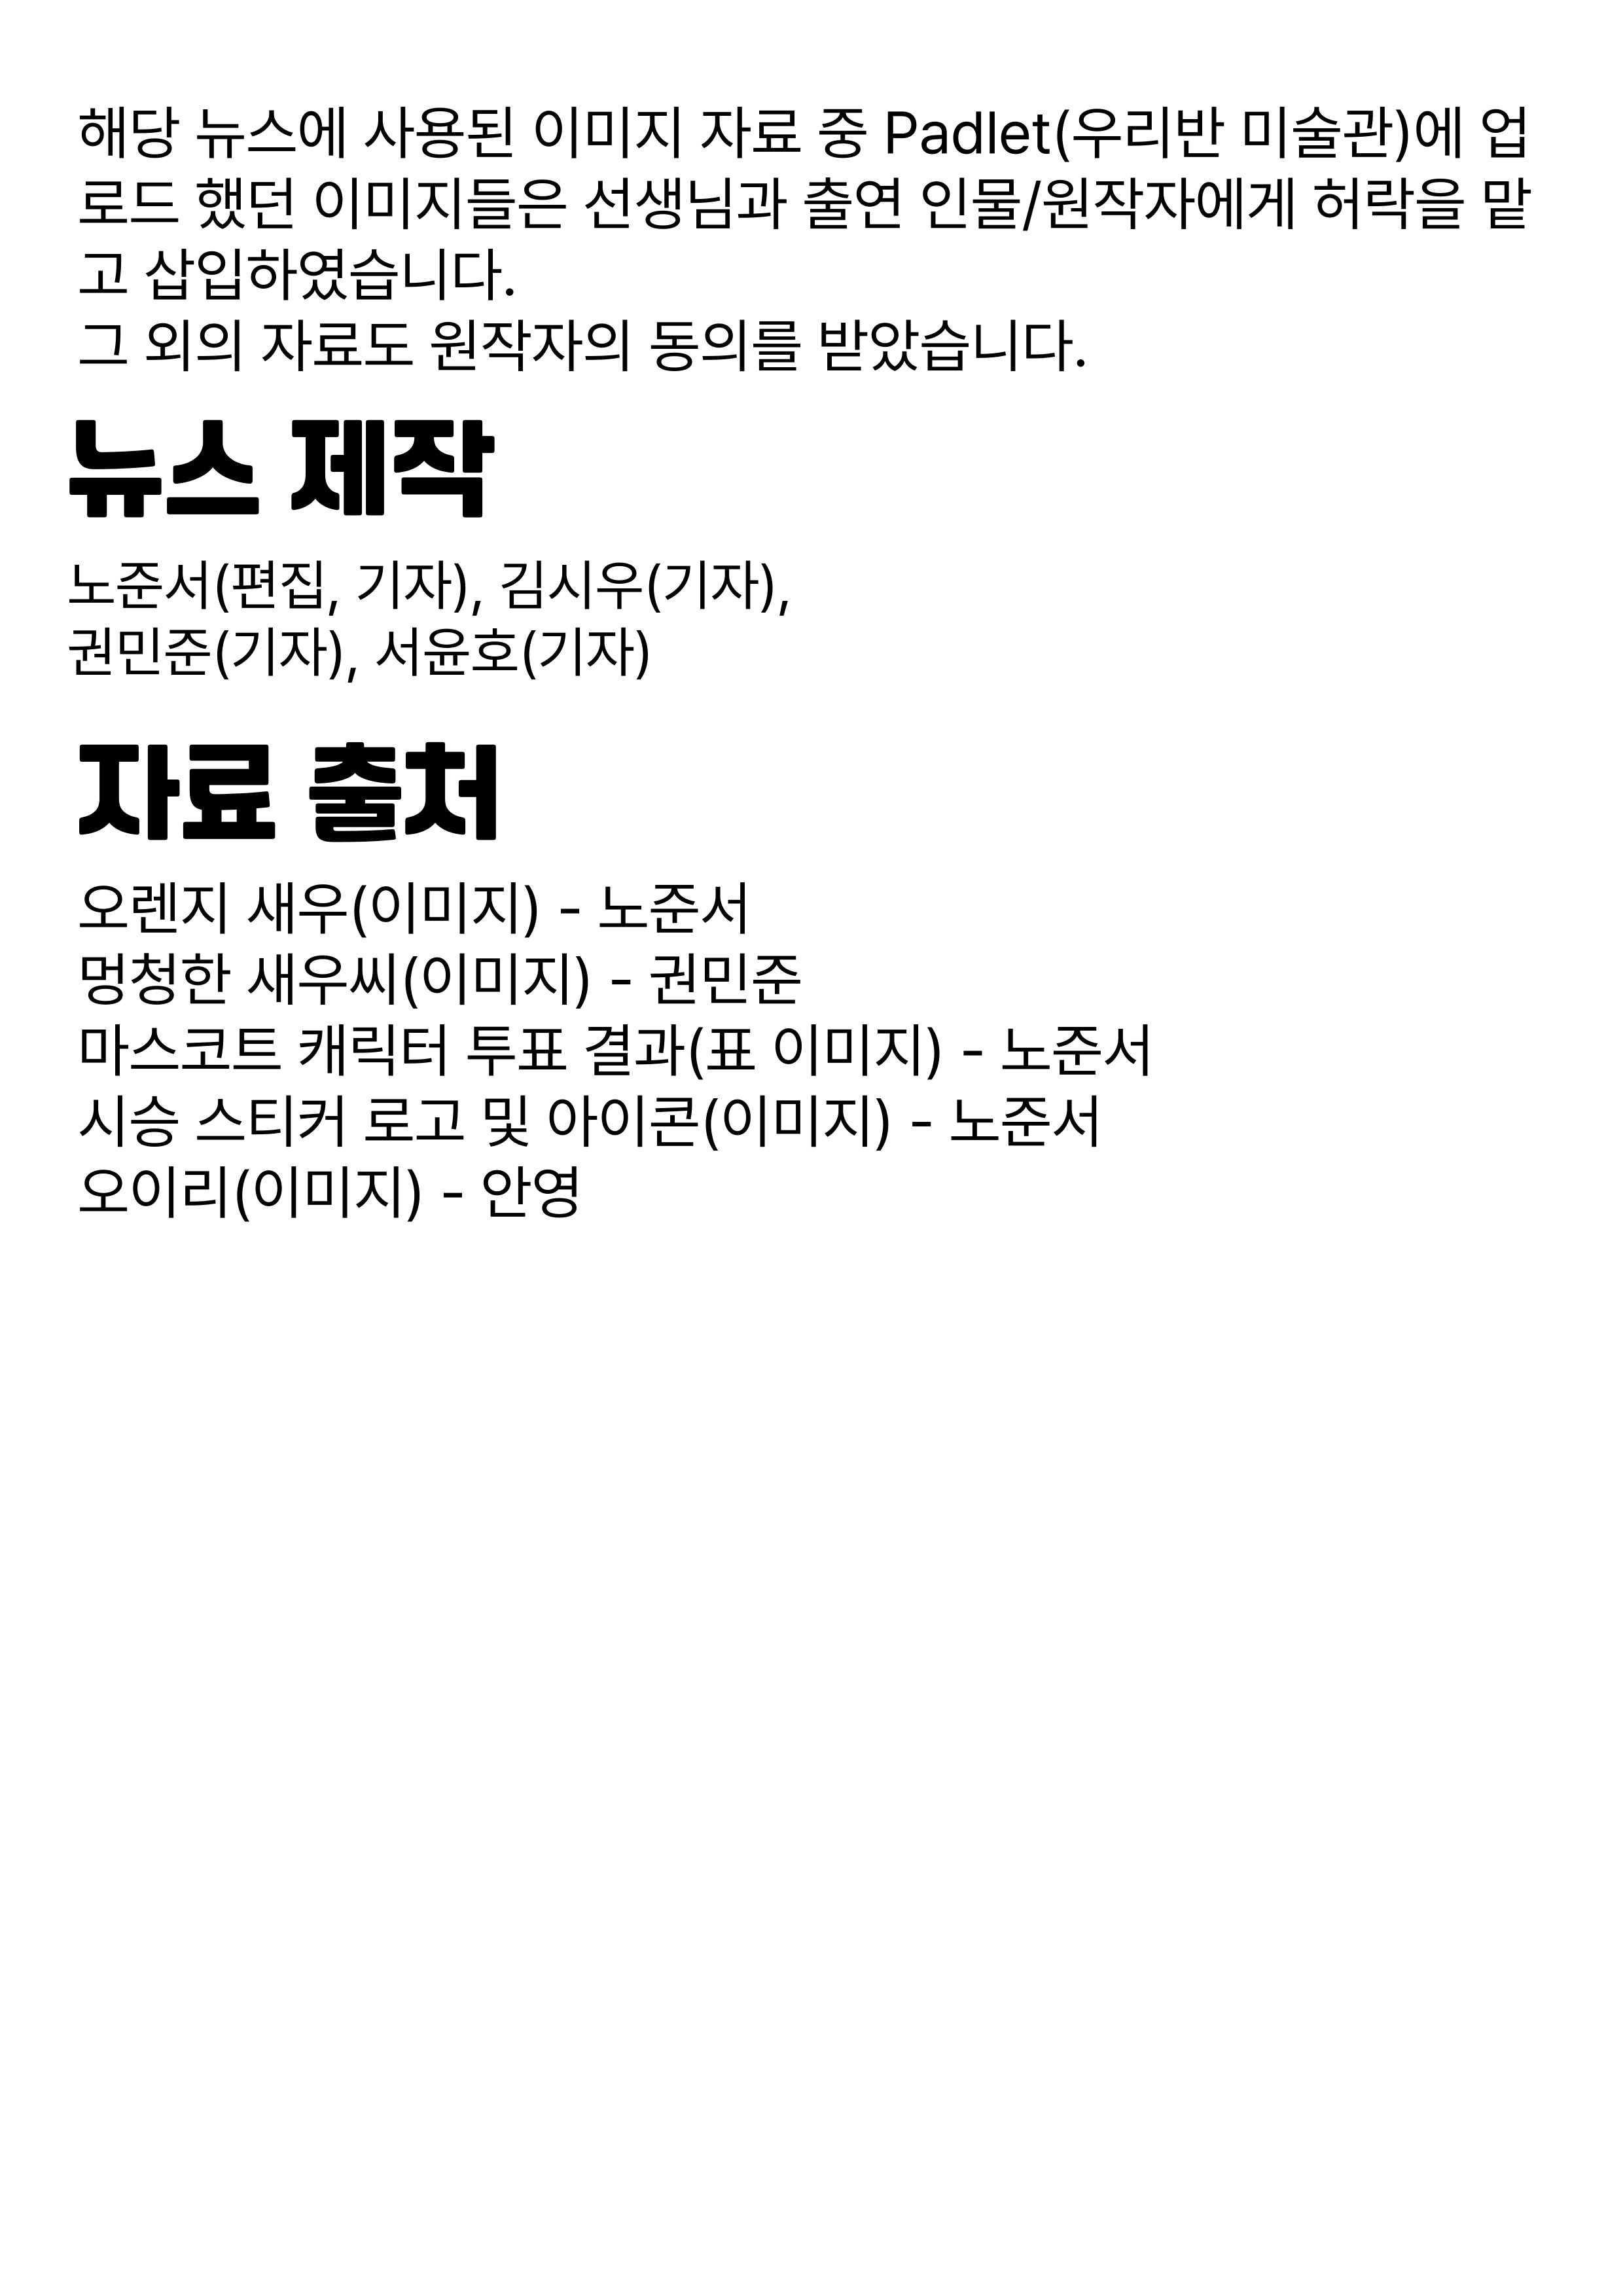 해당 뉴스에 사용된 이미지 자료 중 Padlet(우리반 미술관)에 업
로드 했던 이미지들은 선생님과 출연 인물/원작자에게 허락을 맡
고 삽입하였습니다.
그 외의 자료도 원작자의 동의를 받았습니다.
뉴스 제작
노준서(편집, 기자), 김시우(기자),
권민준(기자), 서윤호(기자)
자료 출처
오렌지 새우(이미지) - 노준서
멍청한 새우씨(이미지) - 권민준
마스코트 캐릭터 투표 결과(표 이미지) - 노준서
시승 스티커 로고 및 아이콘(이미지) - 노준서
오이리(이미지) - 안영